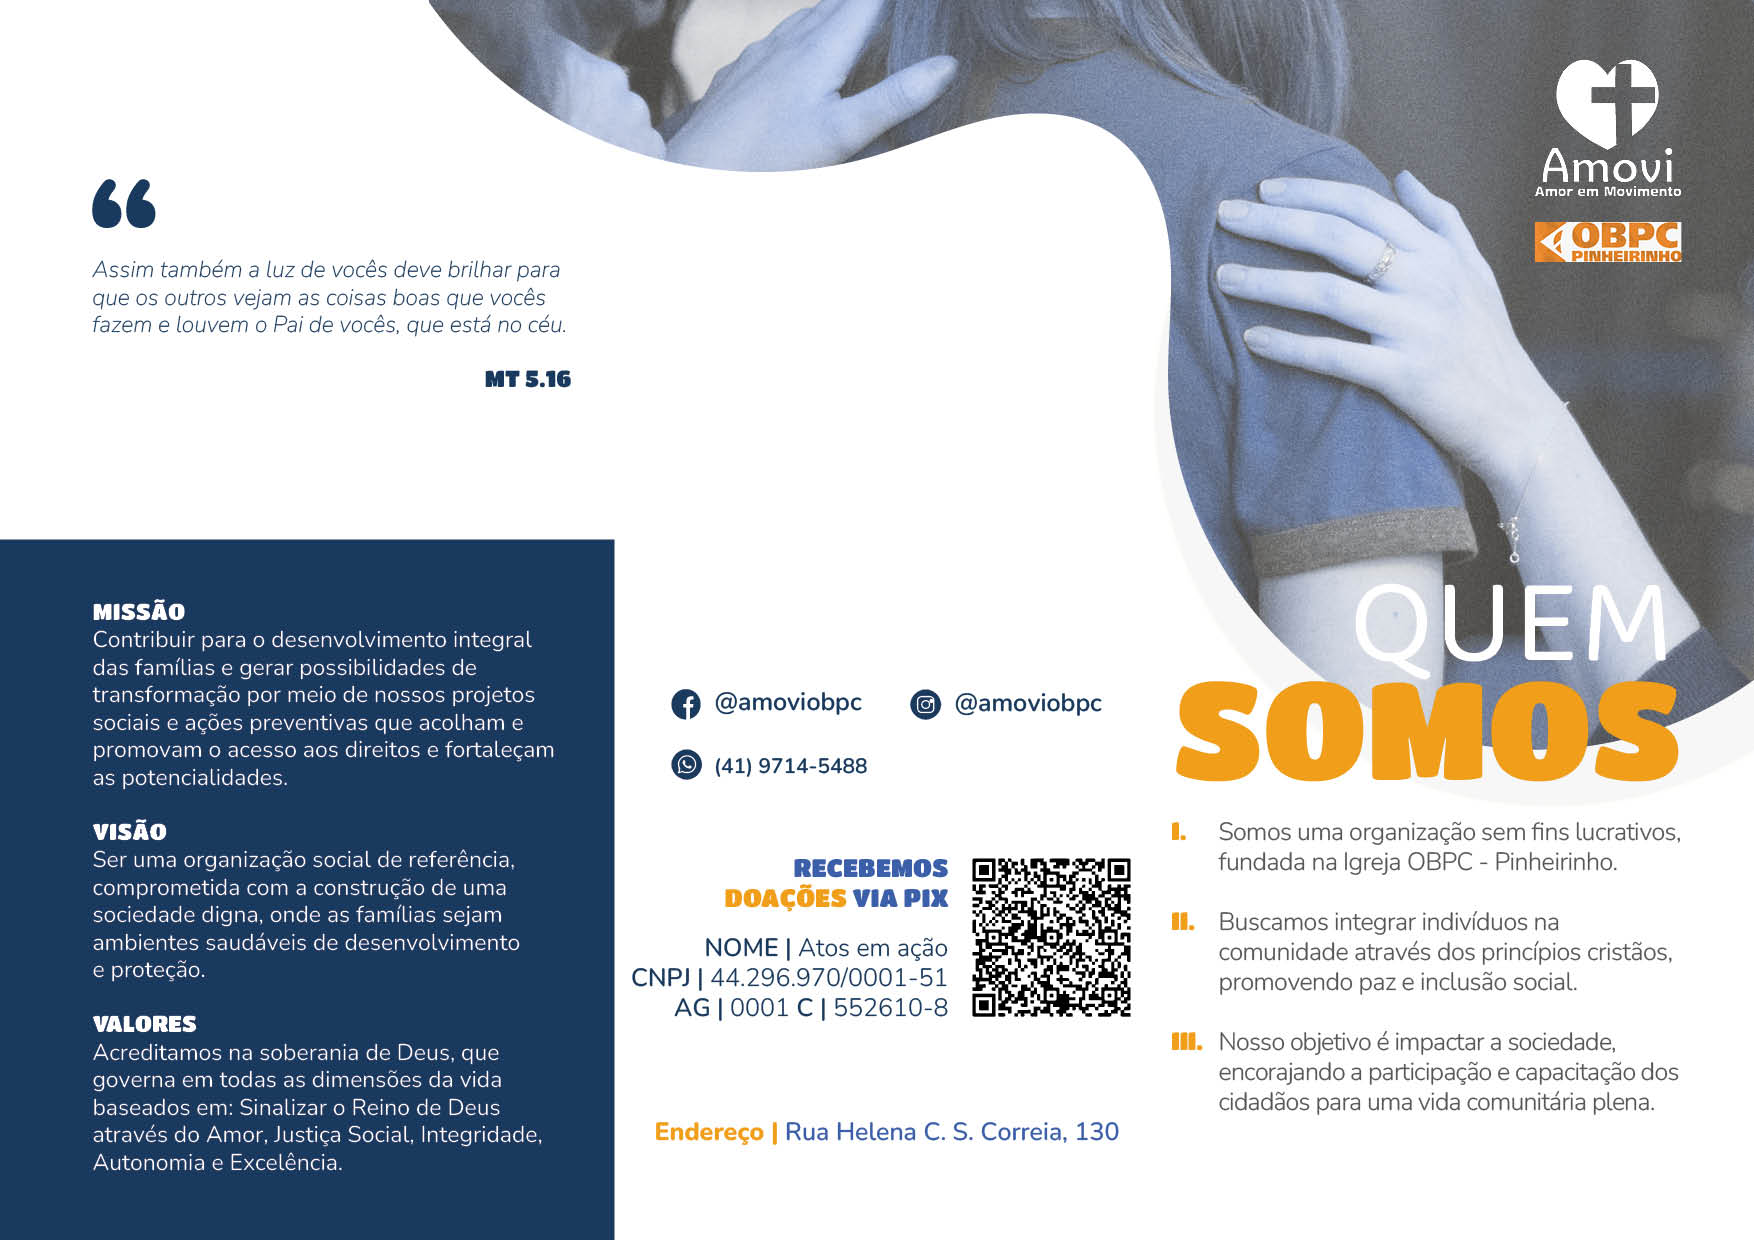 Assim também a luz de vocês deve brilhar para
que os outros vejam as coisas boas que vocês
fazem e louvem o Pai de vocês, que está no céu.
MT 5.16
MISSÃO
Contribuir para o desenvolvimento integral
das famílias e gerar possibilidades de
transformação por meio de nossos projetos
sociais e ações preventivas que acolham e
promovam o acesso aos direitos e fortaleçam
as potencialidades.
VISÃO
Ser uma organização social de referência,
comprometida com a construção de uma
sociedade digna, onde as famílias sejam
ambientes saudáveis de desenvolvimento
e proteção.
VALORES
Acreditamos na soberania de Deus, que
governa em todas as dimensões da vida
baseados em: Sinalizar o Reino de Deus
através do Amor, Justiça Social, Integridade,
Autonomia e Excelência.
@amoviobpc @amoviobpc
(41) 9714-5488
RECEBEMOS
DOAÇÕES VIA PIX
NOME | Atos em ação
CNPJ | 44.296.970/0001-51
AG | 0001 C | 552610-8
Endereço | Rua Helena C. S. Correia, 130
Amovi
Amor em Movimento
OBPC
PINHEIRINHO
QUEM
SOMOS
I. Somos uma organização sem fins lucrativos,
fundada na Igreja OBPC - Pinheirinho.
II. Buscamos integrar indivíduos na
comunidade através dos princípios cristãos,
promovendo paz e inclusão social.
III. Nosso objetivo é impactar a sociedade,
encorajando a participação e capacitação dos
cidadãos para uma vida comunitária plena.